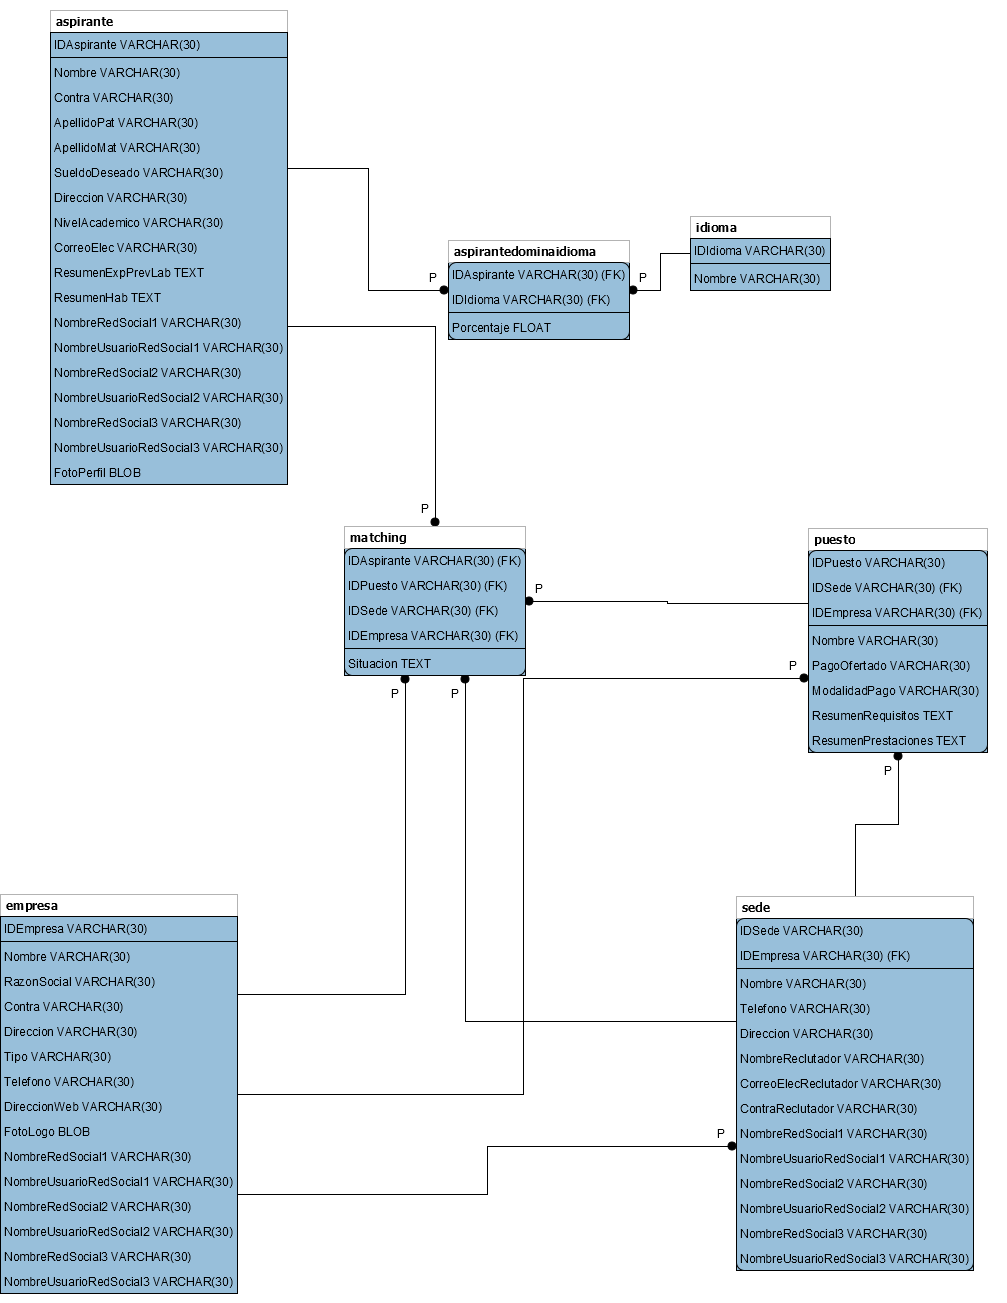 aspirante
IDAspirante VARCHAR(30)
Nombre VARCHAR(30)
Contra VARCHAR(30)
ApellidoPat VARCHAR(30)
ApellidoMat VARCHAR(30)
SueldoDeseado VARCHAR(30)
Direccion VARCHAR(30)
NivelAcademico VARCHAR(30)
CorreoElec VARCHAR(30)
ResumenExpPrevLab TEXT
ResumenHab TEXT
NombreRedSocial1 VARCHAR(30)
NombreUsuarioRedSocial1 VARCHAR(30)
NombreRedSocial2 VARCHAR(30)
NombreUsuarioRedSocial2 VARCHAR(30)
NombreRedSocial3 VARCHAR(30)
NombreUsuarioRedSocial3 VARCHAR(30)
FotoPerfil BLOB
P
aspirantedominaidioma
IDAspirante VARCHAR(30) (FK)
IDIdioma VARCHAR(30) (FK)
Porcentaje FLOAT
P
idioma
IDIdioma VARCHAR(30)
Nombre VARCHAR(30)
P
matching
IDAspirante VARCHAR(30) (FK)
IDPuesto VARCHAR(30) (FK)
IDSede VARCHAR(30) (FK)
IDEmpresa VARCHAR(30) (FK)
Situacion TEXT
P
P
P
P
puesto
IDPuesto VARCHAR(30)
IDSede VARCHAR(30) (FK)
IDEmpresa VARCHAR(30) (FK)
Nombre VARCHAR(30)
PagoOfertado VARCHAR(30)
ModalidadPago VARCHAR(30)
ResumenRequisitos TEXT
ResumenPrestaciones TEXT
P
empresa
IDEmpresa VARCHAR(30)
Nombre VARCHAR(30)
RazonSocial VARCHAR(30)
Contra VARCHAR(30)
Direccion VARCHAR(30)
Tipo VARCHAR(30)
Telefono VARCHAR(30)
DireccionWeb VARCHAR(30)
FotoLogo BLOB
NombreRedSocial1 VARCHAR(30)
NombreUsuarioRedSocial1 VARCHAR(30)
NombreRedSocial2 VARCHAR(30)
NombreUsuarioRedSocial2 VARCHAR(30)
NombreRedSocial3 VARCHAR(30)
NombreUsuarioRedSocial3 VARCHAR(30)
P
sede
IDSede VARCHAR(30)
IDEmpresa VARCHAR(30) (FK)
Nombre VARCHAR(30)
Telefono VARCHAR(30)
Direccion VARCHAR(30)
NombreReclutador VARCHAR(30)
CorreoElecReclutador VARCHAR(30)
ContraReclutador VARCHAR(30)
NombreRedSocial1 VARCHAR(30)
NombreUsuarioRedSocial1 VARCHAR(30)
NombreRedSocial2 VARCHAR(30)
NombreUsuarioRedSocial2 VARCHAR(30)
NombreRedSocial3 VARCHAR(30)
NombreUsuarioRedSocial3 VARCHAR(30)